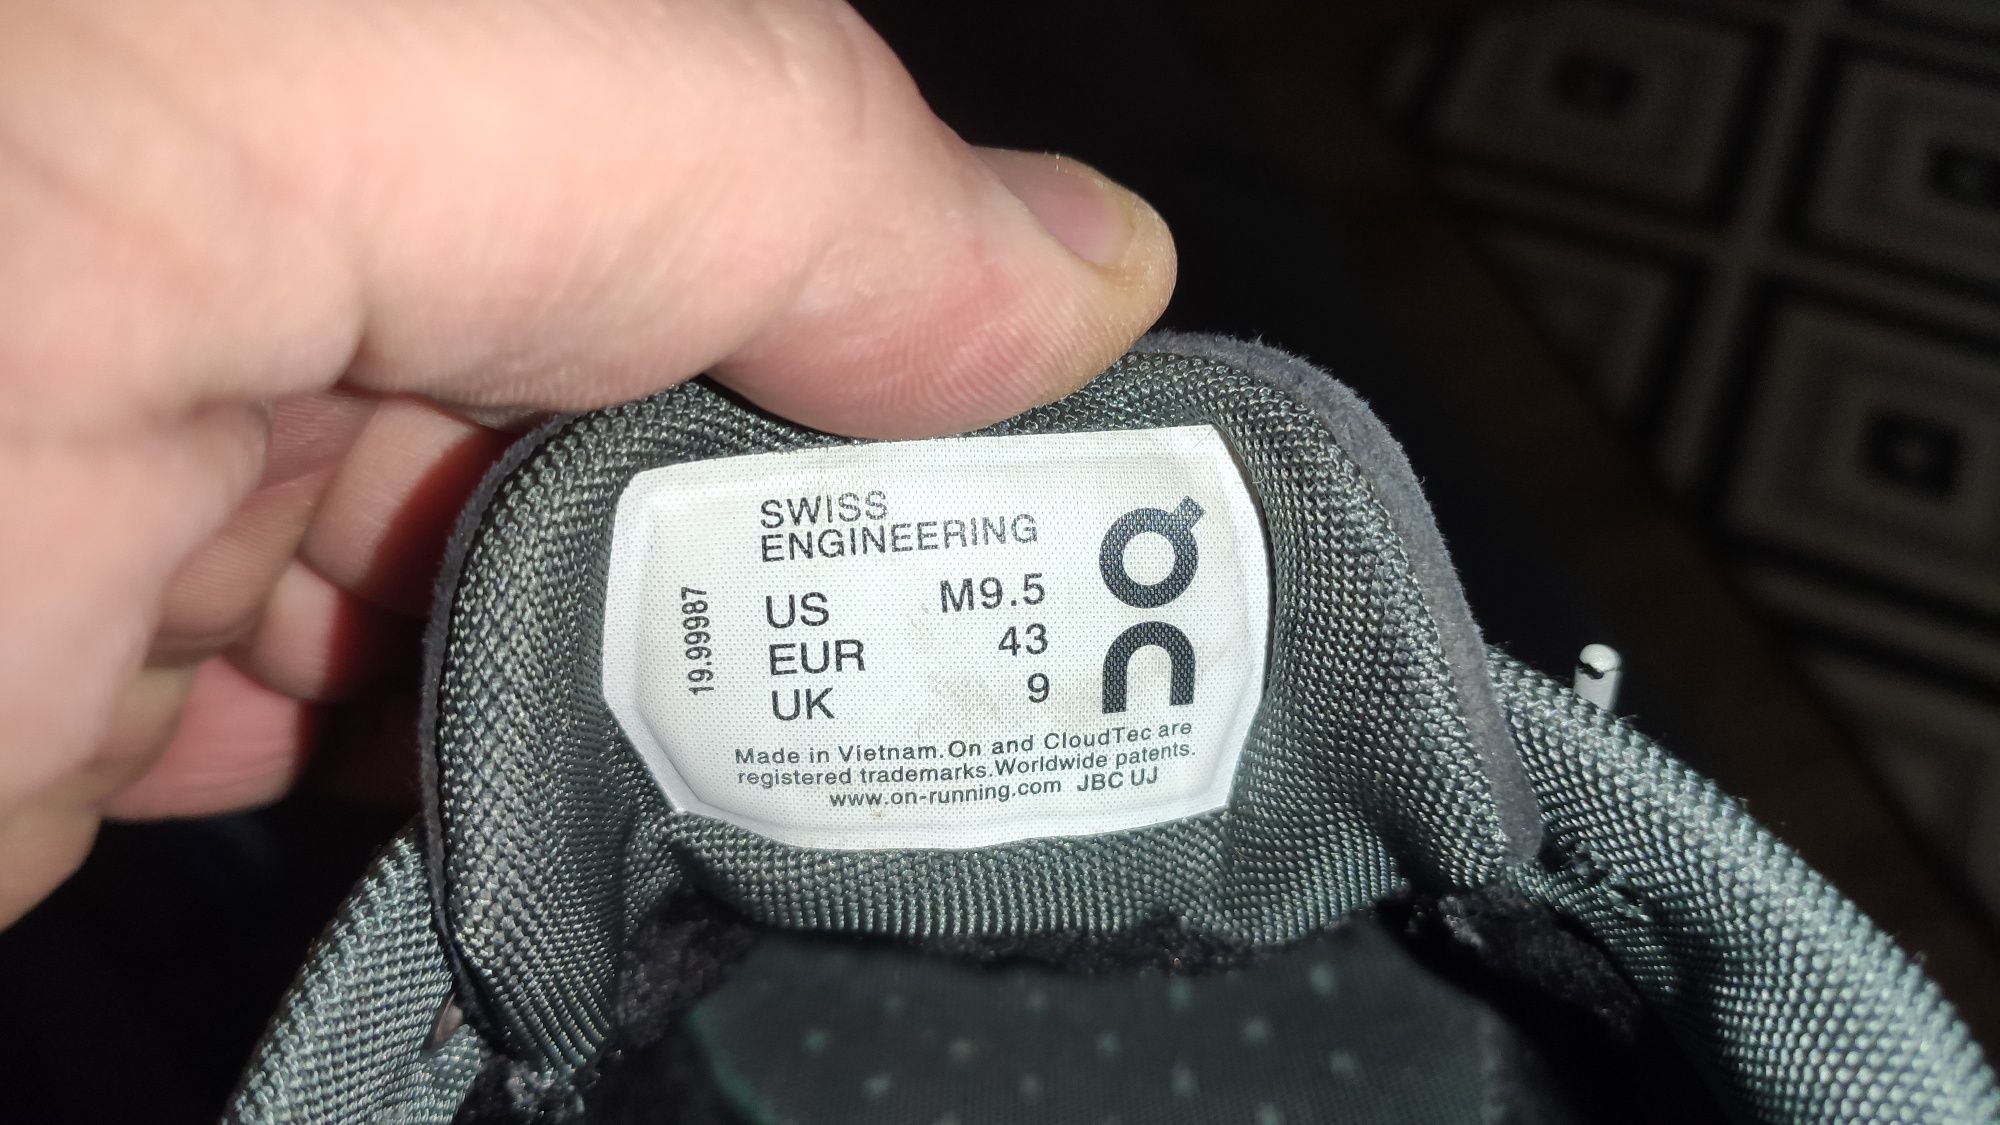 SWISS
ENGINEERING
US M9.5
EUR 43
UK 9
19.99987
On
Made in Vietnam.On and CloudTec are
registered trademarks.Worldwide patents.
www.on-running.com JBC UJ